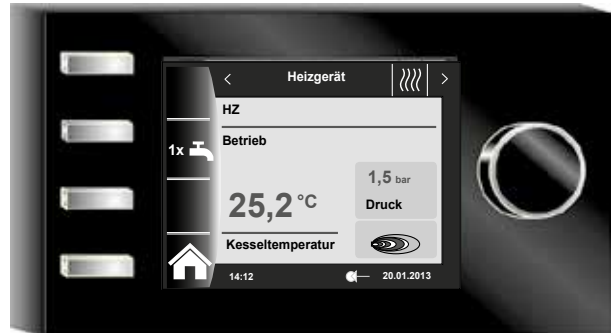 < Heizgerät >
HZ
1x
Betrieb
1,5 bar
25,2 °C
Druck
Kesseltemperatur
14:12
20.01.2013